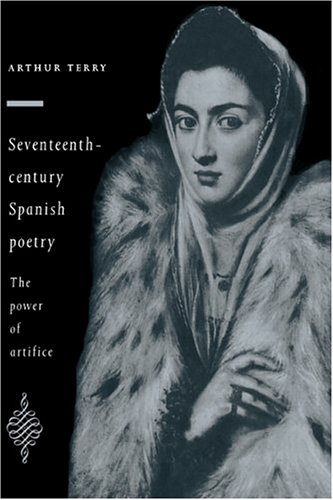 ARTHUR TERRY
Seventeenth-
century
Spanish
poetry
The
power
of
artifice